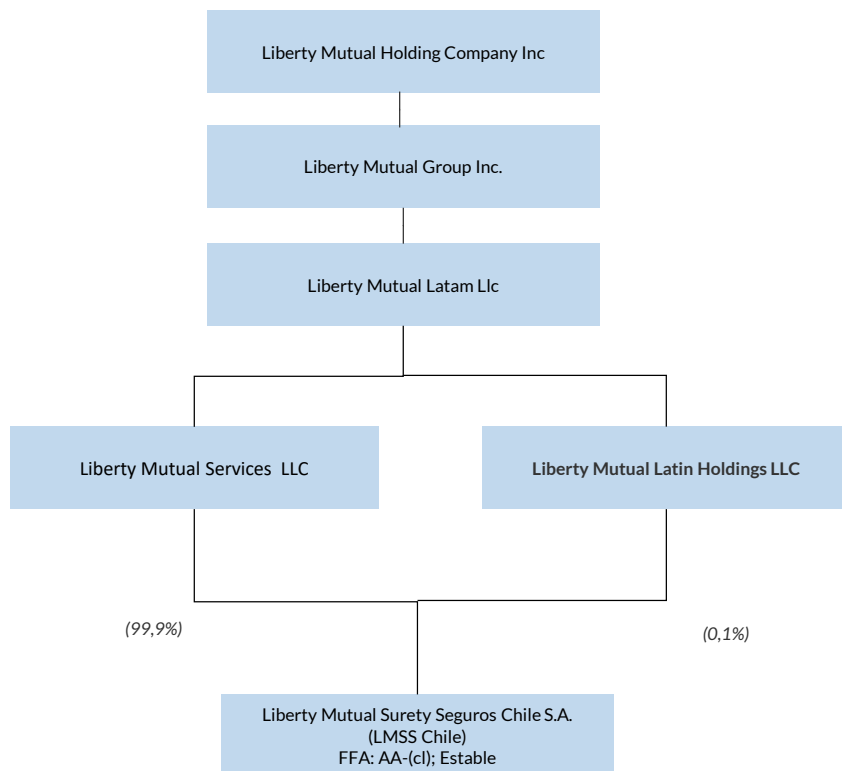 Liberty Mutual Holding Company Inc
Liberty Mutual Group Inc.
Liberty Mutual Latam Llc
Liberty Mutual Services LLC
Liberty Mutual Latin Holdings LLC
(99,9%)
(0,1%)
Liberty Mutual Surety Seguros Chile S.A.
(LMSS Chile)
FFA: AA-(cl); Estable